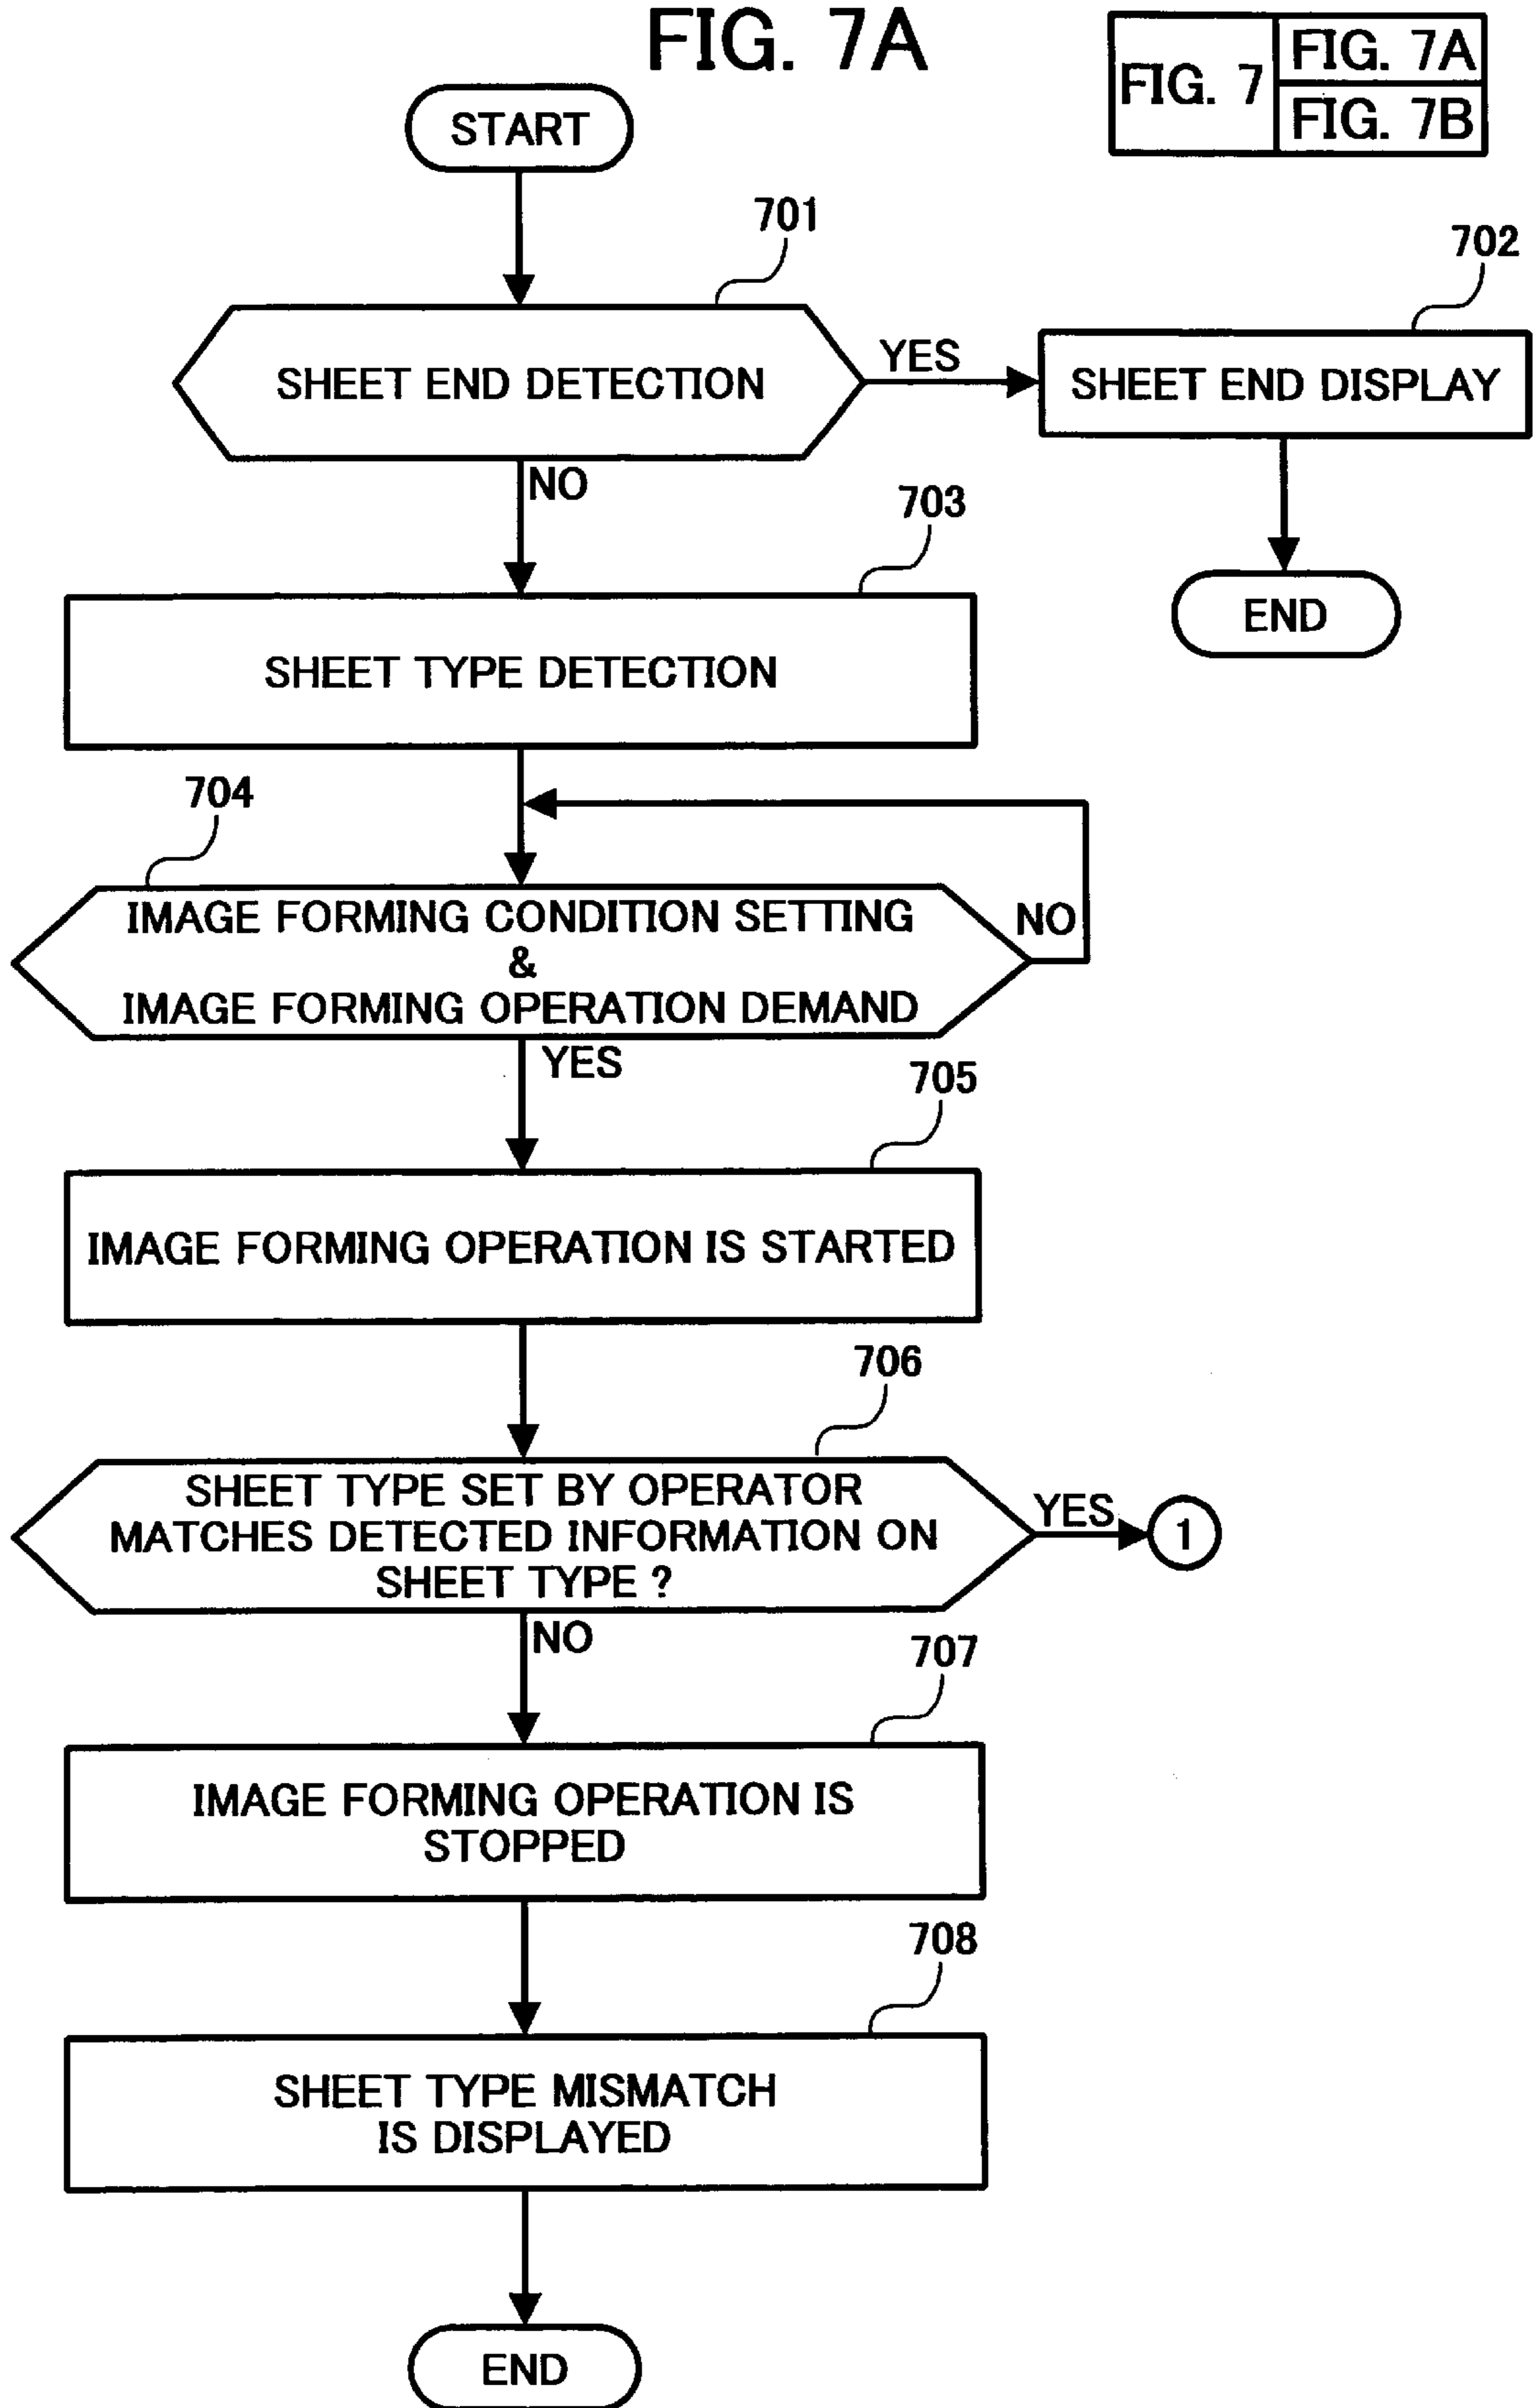 FIG. 7A
FIG. 7
FIG. 7A
FIG. 7B
START
701
702
SHEET END DETECTION
YES
SHEET END DISPLAY
NO
END
703
SHEET TYPE DETECTION
704
IMAGE FORMING CONDITION SETTING
&
IMAGE FORMING OPERATION DEMAND
NO
YES
705
IMAGE FORMING OPERATION IS STARTED
706
SHEET TYPE SET BY OPERATOR
MATCHES DETECTED INFORMATION ON
SHEET TYPE ?
YES
1
NO
707
IMAGE FORMING OPERATION IS
STOPPED
708
SHEET TYPE MISMATCH
IS DISPLAYED
END